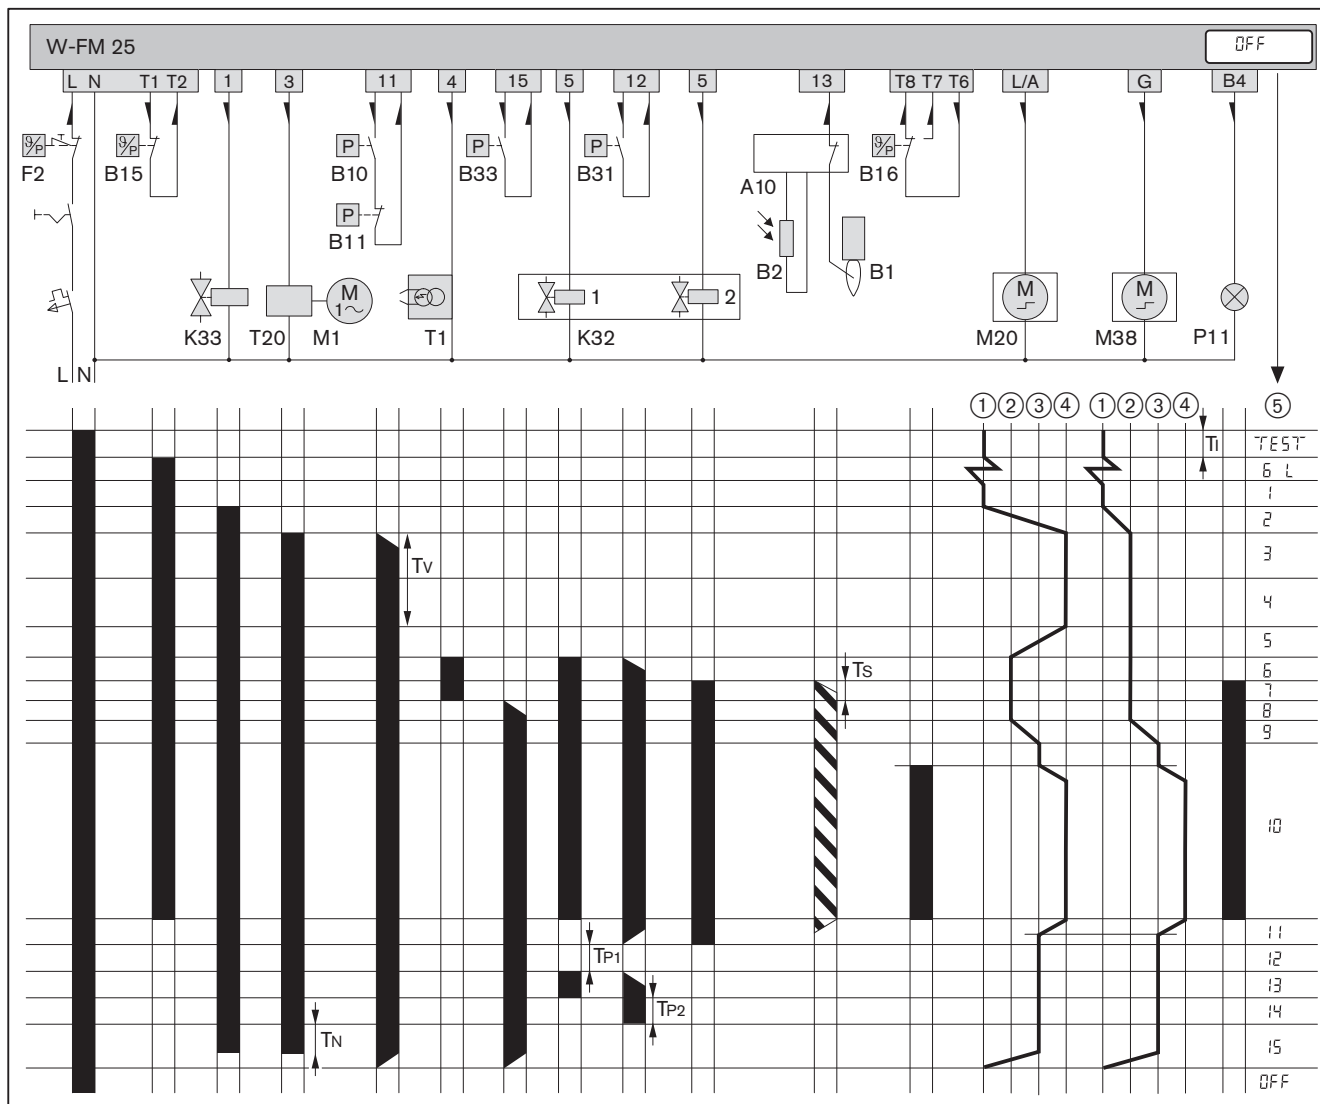 W-FM 25
OFF
L N T1 T2 1 3 11 4 15 5 12 5 13 T8 T7 T6 L/A G B4
ϑ/P ϑ/P P P P ϑ/P
F2 B15 B10 B33 B31 A10 B16
P
B11 B2 B1
M 1~ 1 2 M M
K33 T20 M1 T1 K32 M20 M38 P11
L N
1 2 3 4 1 2 3 4 5
TI TEST
6 L
1
2
TV 3
4
5
TS 6
7
8
9
10
11
TP1 12
13
TP2 14
TN 15
OFF